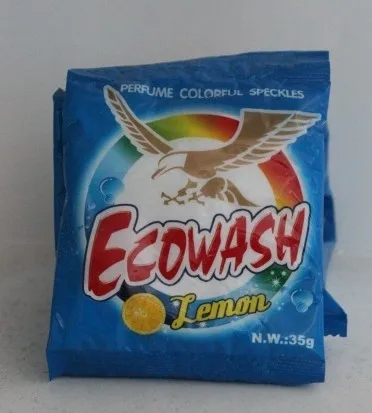 PERFUME COLORFUL SPECKLES
ECOWASH
Lemon
N.W.:35g